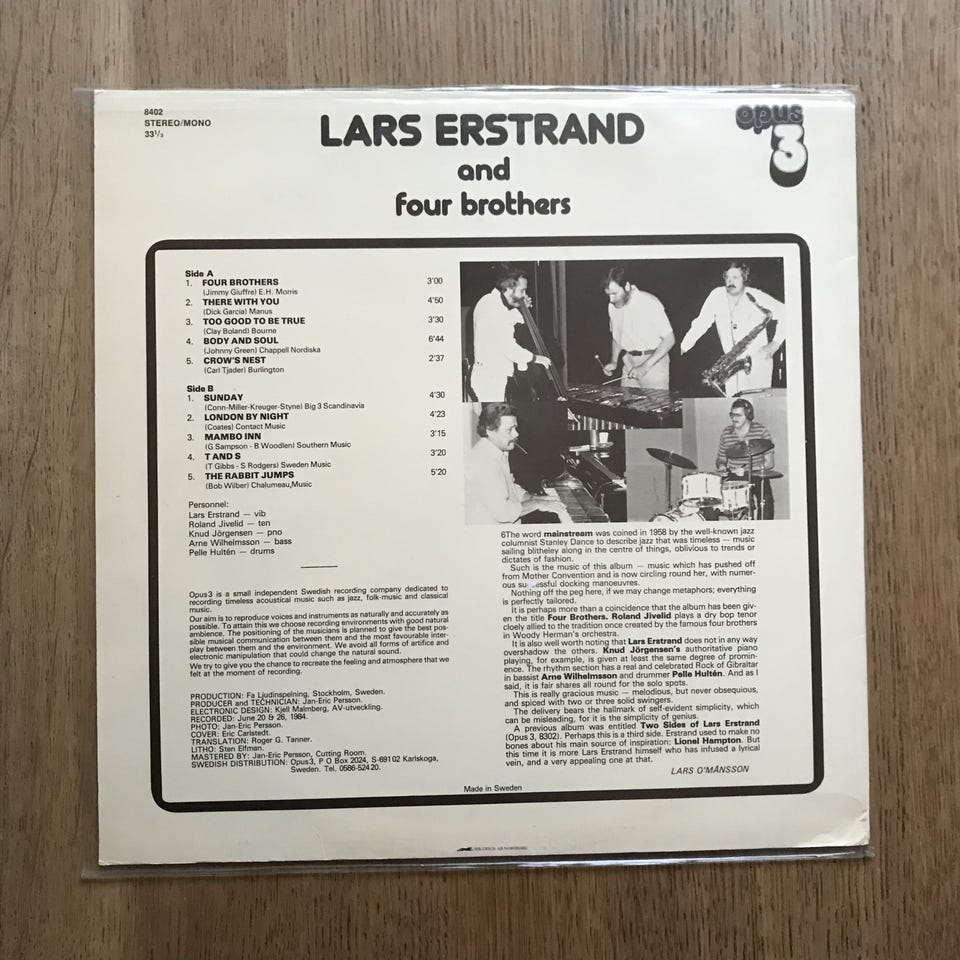 8402
STEREO/MONO
33 1/3
LARS ERSTRAND
and
four brothers
opus
3
Side A
1. FOUR BROTHERS 3'00
(Jimmy Giuffre) E.H. Morris
2. THERE WITH YOU 4'50
(Dick Garcia) Manus
3. TOO GOOD TO BE TRUE 3'30
(Clay Boland) Bourne
4. BODY AND SOUL 6'44
(Johnny Green) Chappell Nordiska
5. CROW'S NEST 2'37
(Carl Tjader) Burlington
Side B
1. SUNDAY 4'30
(Conn-Miller-Kreuger-Styne) Big 3 Scandinavia
2. LONDON BY NIGHT 4'23
(Coates) Contact Music
3. MAMBO INN 3'15
(G Sampson - B Woodlen) Southern Music
4. T AND S 3'20
(T Gibbs - S Rodgers) Sweden Music
5. THE RABBIT JUMPS 5'20
(Bob Wilber) Chalumeau,Music
Personnel:
Lars Erstrand — vib
Roland Jivelid — ten
Knud Jörgensen — pno
Arne Wilhelmsson — bass
Pelle Hultén — drums
Opus3 is a small independent Swedish recording company dedicated to
recording timeless acoustical music such as jazz, folk-music and classical
music.
Our aim is to reproduce voices and instruments as naturally and accurately as
possible. To attain this we choose recording environments with good natural
ambience. The positioning of the musicians is planned to give the best pos-
sible musical communication between them and the most favourable inter-
play between them and the environment. We avoid all forms of artifice and
electronic manipulation that could change the natural sound.
We try to give you the chance to recreate the feeling and atmosphere that we
felt at the moment of recording.
PRODUCTION: Fa Ljudinspelning, Stockholm, Sweden.
PRODUCER and TECHNICIAN: Jan-Eric Persson.
ELECTRONIC DESIGN: Kjell Malmberg, AV-utveckling.
RECORDED: June 20 & 26, 1984.
PHOTO: Jan-Eric Persson.
COVER: Eric Carlstedt.
TRANSLATION: Roger G. Tanner.
LITHO: Sten Elfman.
MASTERED BY: Jan-Eric Persson, Cutting Room.
SWEDISH DISTRIBUTION: Opus3, P O Box 2024, S-691 02 Karlskoga,
Sweden. Tel. 0586-524 20.
6The word mainstream was coined in 1958 by the well-known jazz
columnist Stanley Dance to describe jazz that was timeless — music
sailing blitheley along in the centre of things, oblivious to trends or
dictates of fashion.
Such is the music of this album — music which has pushed off
from Mother Convention and is now circling round her, with numer-
ous su essful docking manoeuvres.
Nothing off the peg here, if we may change metaphors; everything
is perfectly tailored.
It is perhaps more than a coincidence that the album has been giv-
en the title Four Brothers. Roland Jivelid plays a dry bop tenor
cloely allied to the tradition once created by the famous four brothers
in Woody Herman's orchestra.
It is also well worth noting that Lars Erstrand does not in any way
overshadow the others. Knud Jörgensen's authoritative piano
playing, for example, is given at least the same degree of promin-
ence. The rhythm section has a real and celebrated Rock of Gibraltar
in bassist Arne Wilhelmsson and drummer Pelle Hultén. And as I
said, it is fair shares all round for the solo spots.
This is really gracious music — melodious, but never obsequious,
and spiced with two or three solid swingers.
The delivery bears the hallmark of self-evident simplicity, which
can be misleading, for it is the simplicity of genius.
A previous album was entitled Two Sides of Lars Erstrand
(Opus 3, 8302). Perhaps this is a third side. Erstrand used to make no
bones about his main source of inspiration: Lionel Hampton. But
this time it is more Lars Erstrand himself who has infused a lyrical
vein, and a very appealing one at that.
LARS O'MÅNSSON
Made in Sweden